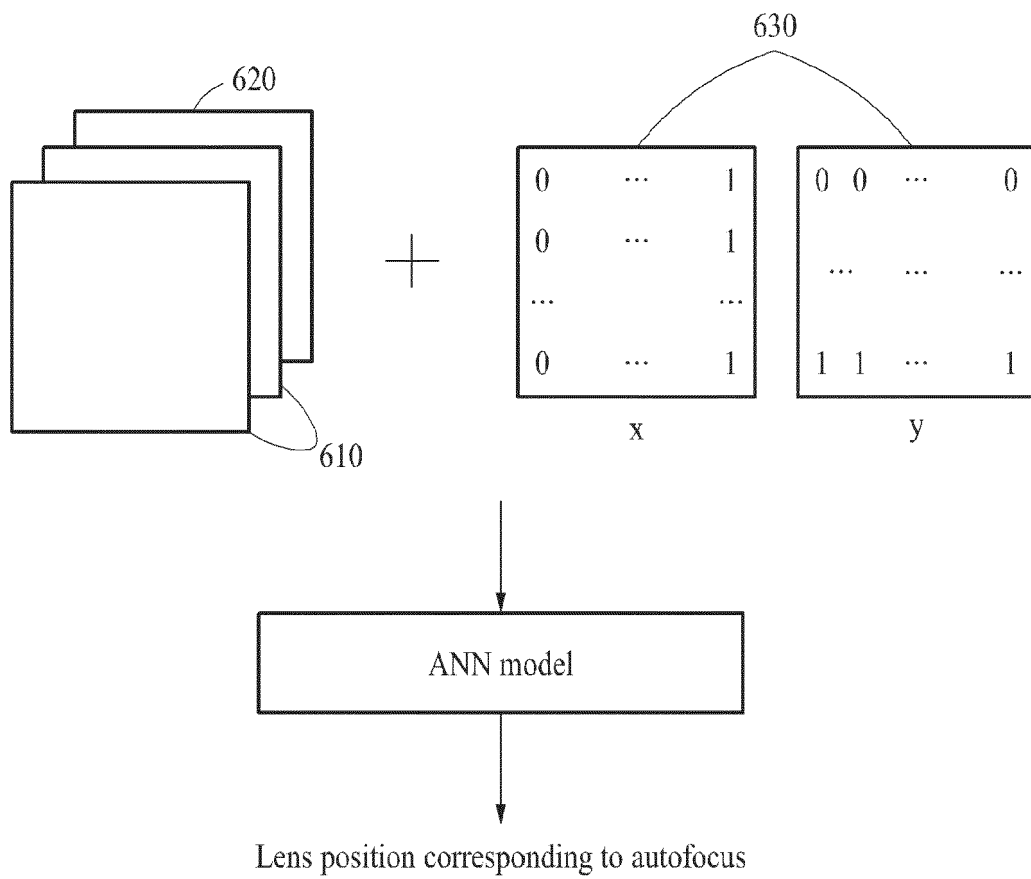 630
620
0 ... 1
0 ... 1
... ...
0 ... 1
x
0 0 ... 0
... ... ...
1 1 ... 1
y
610
ANN model
Lens position corresponding to autofocus